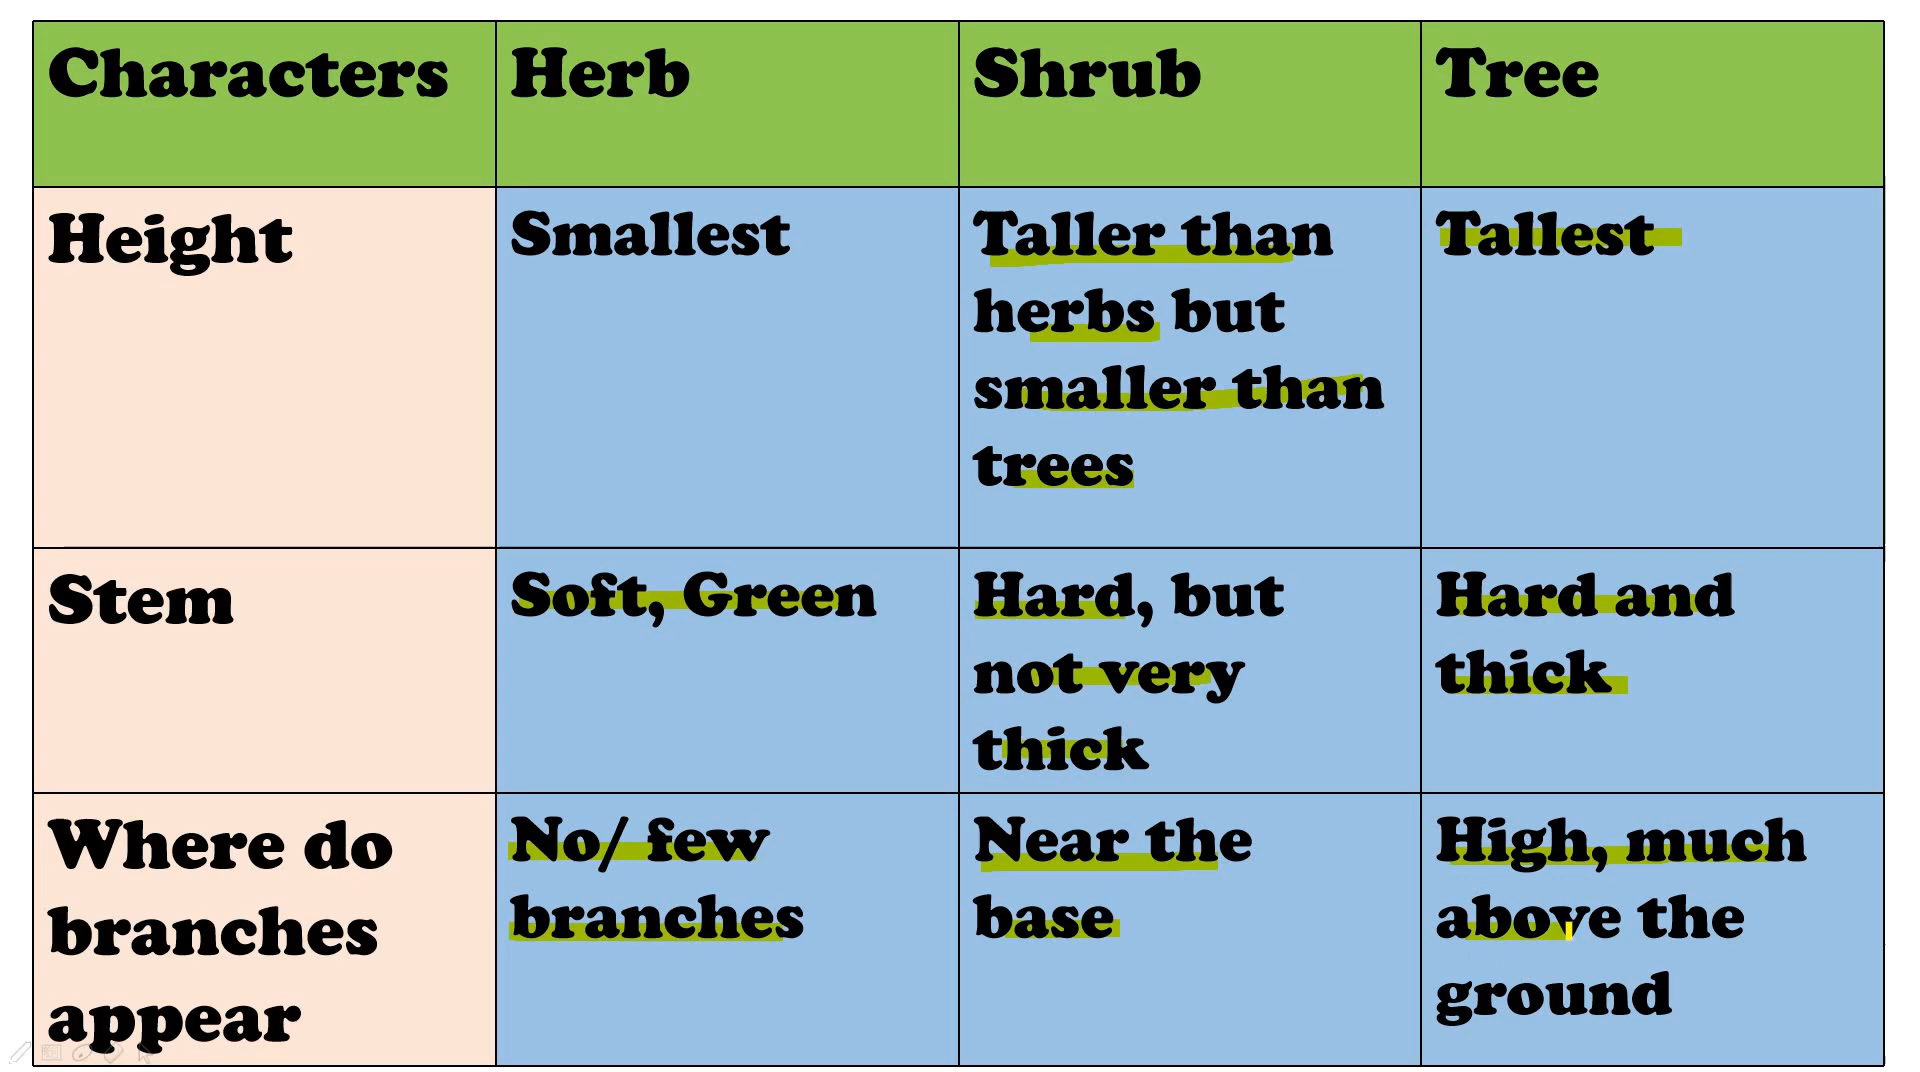 Characters
Herb
Shrub
Tree
Height
Smallest
Taller than
herbs but
smaller than
trees
Tallest
Stem
Soft, Green
Hard, but
not very
thick
Hard and
thick
Where do
branches
appear
No/ few
branches
Near the
base
High, much
above the
ground